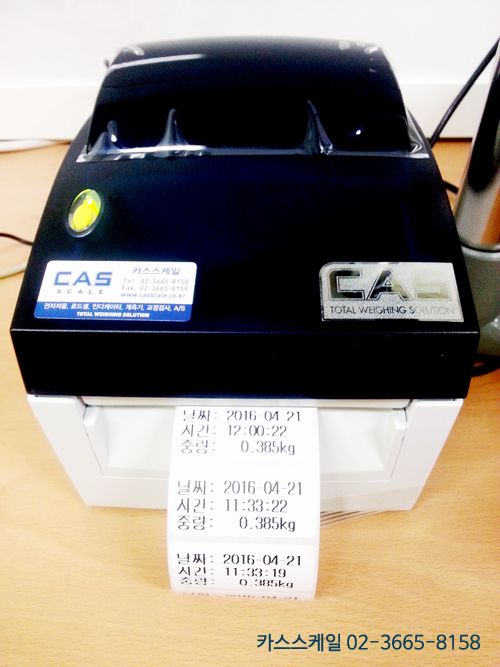 CAS
SCALE
카스스케일
Tel. 02-3665-8158
Fax. 02-3665-8159
www.casscale.co.kr
전자저울, 로드셀, 인디케이터, 계측기, 교정검사, A/S
TOTAL WEIGHING SOLUTION
CAS
TOTAL WEIGHING SOLUTION
날짜: 2016-04-21
시간: 12:00:22
중량: 0.385kg
날짜: 2016-04-21
시간: 11:33:22
중량: 0.385kg
날짜: 2016-04-21
시간: 11:33:19
중량: 0.385kg
카스스케일 02-3665-8158